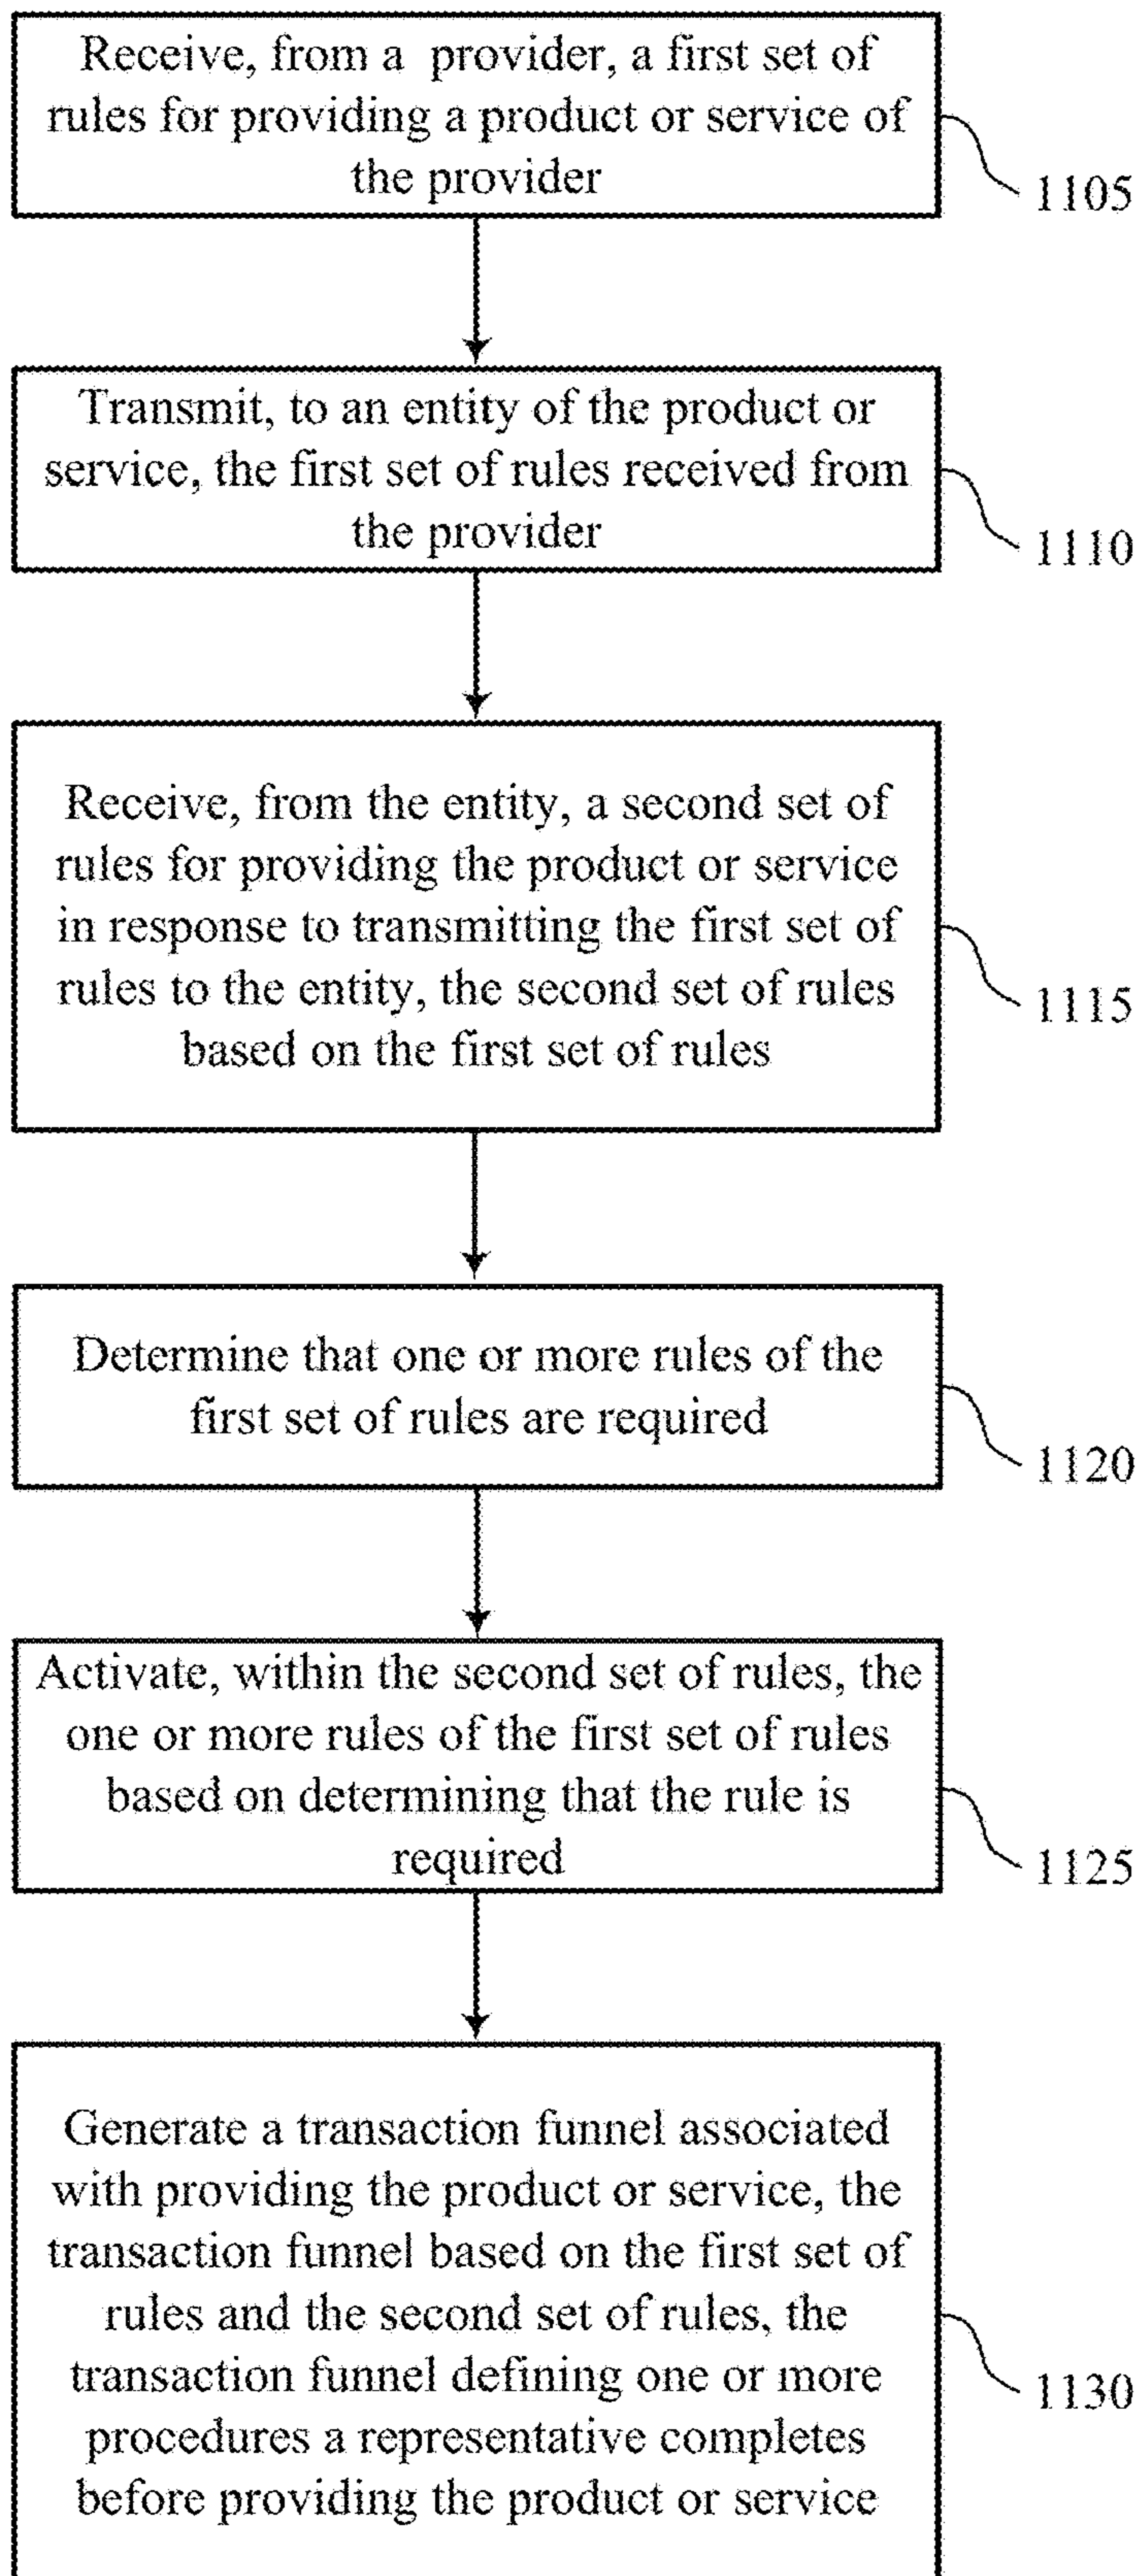 Receive, from a provider, a first set of
rules for providing a product or service of
the provider
1105
Transmit, to an entity of the product or
service, the first set of rules received from
the provider
1110
Receive, from the entity, a second set of
rules for providing the product or service
in response to transmitting the first set of
rules to the entity, the second set of rules
based on the first set of rules
1115
Determine that one or more rules of the
first set of rules are required
1120
Activate, within the second set of rules, the
one or more rules of the first set of rules
based on determining that the rule is
required
1125
Generate a transaction funnel associated
with providing the product or service, the
transaction funnel based on the first set of
rules and the second set of rules, the
transaction funnel defining one or more
procedures a representative completes
before providing the product or service
1130